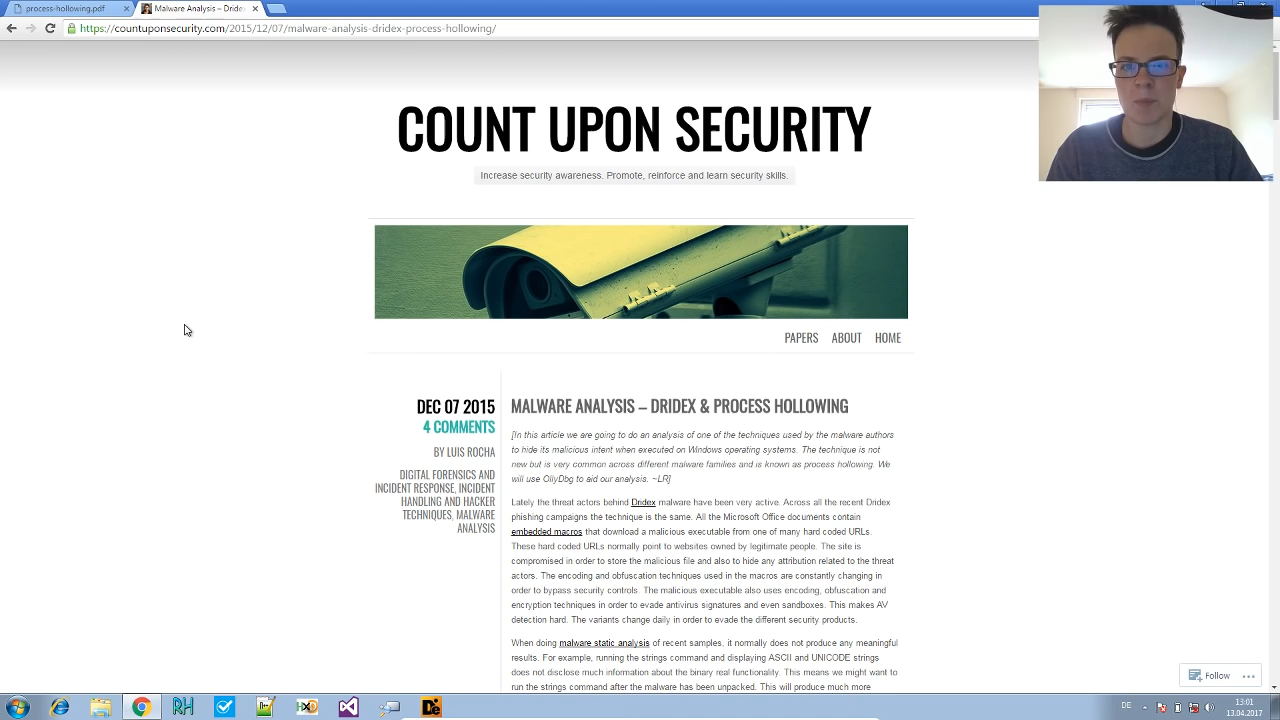 process-hollowing.pdf
Malware Analysis – Dride
https://countuponsecurity.com/2015/12/07/malware-analysis-dridex-process-hollowing/
COUNT UPON SECURITY
Increase security awareness. Promote, reinforce and learn security skills.
PAPERS ABOUT HOME
DEC 07 2015
4 COMMENTS
BY LUIS ROCHA
DIGITAL FORENSICS AND
INCIDENT RESPONSE, INCIDENT
HANDLING AND HACKER
TECHNIQUES, MALWARE
ANALYSIS
MALWARE ANALYSIS – DRIDEX & PROCESS HOLLOWING
[In this article we are going to do an analysis of one of the techniques used by the malware authors
to hide its malicious intent when executed on Windows operating systems. The technique is not
new but is very common across different malware families and is known as process hollowing. We
will use OllyDbg to aid our analysis. ~LR]
Lately the threat actors behind Dridex malware have been very active. Across all the recent Dridex
phishing campaigns the technique is the same. All the Microsoft Office documents contain
embedded macros that download a malicious executable from one of many hard coded URLs.
These hard coded URLs normally point to websites owned by legitimate people. The site is
compromised in order to store the malicious file and also to hide any attribution related to the threat
actors. The encoding and obfuscation techniques used in the macros are constantly changing in
order to bypass security controls. The malicious executable also uses encoding, obfuscation and
encryption techniques in order to evade antivirus signatures and even sandboxes. This makes AV
detection hard. The variants change daily in order to evade the different security products.
When doing malware static analysis of recent samples, it normally does not produce any meaningful
results. For example, running the strings command and displaying ASCII and UNICODE strings
does not disclose much information about the binary real functionality. This means we might want to
run the strings command after the malware has been unpacked. This will produce much more
Follow
RH
HXD
De
DE
13:01
13.04.2017